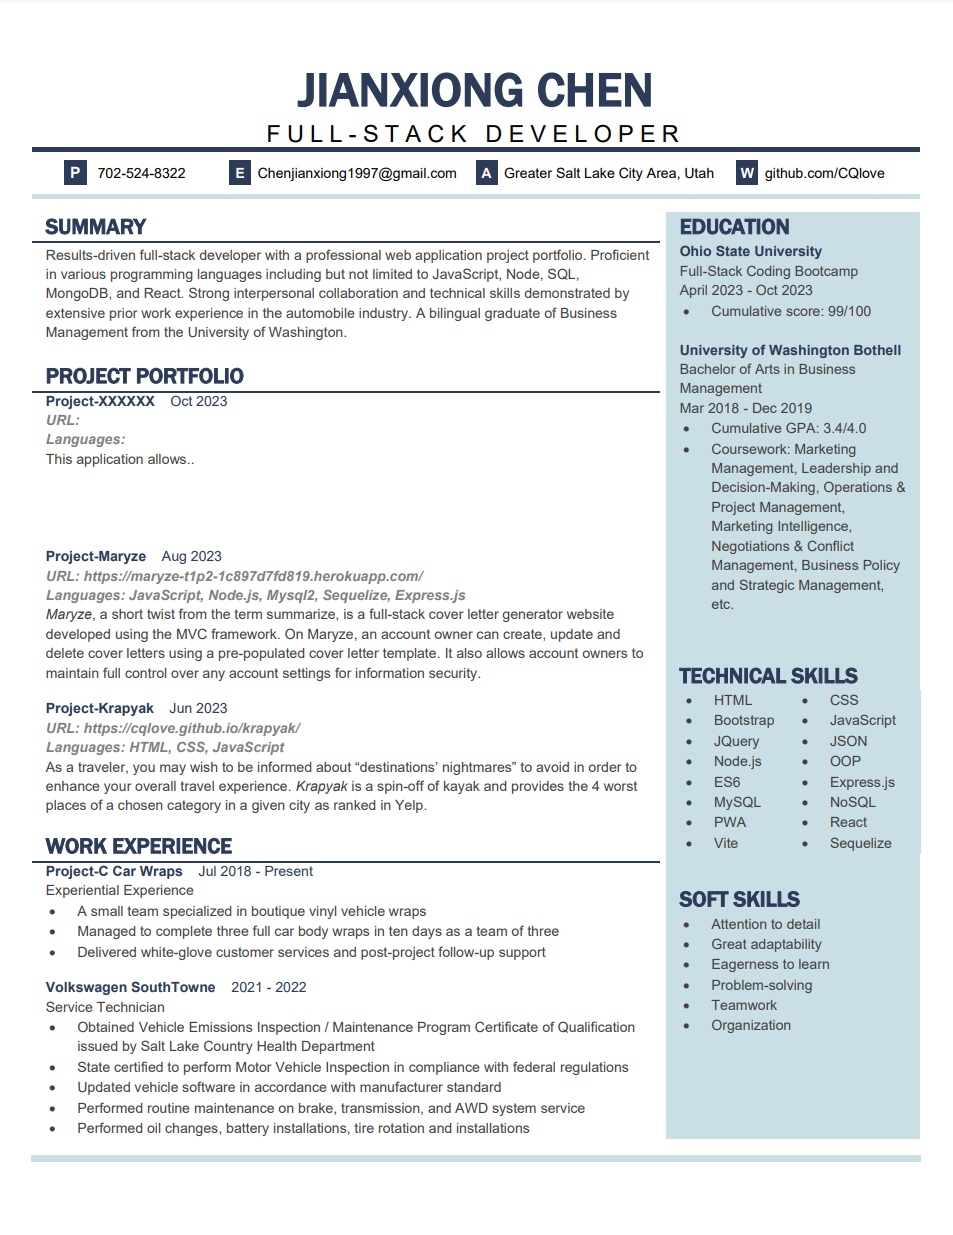 JIANXIONG CHEN
FULL-STACK DEVELOPER
P 702-524-8322 E Chenjianxiong1997@gmail.com A Greater Salt Lake City Area, Utah W github.com/CQlove
SUMMARY
Results-driven full-stack developer with a professional web application project portfolio. Proficient
in various programming languages including but not limited to JavaScript, Node, SQL,
MongoDB, and React. Strong interpersonal collaboration and technical skills demonstrated by
extensive prior work experience in the automobile industry. A bilingual graduate of Business
Management from the University of Washington.
PROJECT PORTFOLIO
Project-XXXXXX Oct 2023
URL:
Languages:
This application allows..
Project-Maryze Aug 2023
URL: https://maryze-t1p2-1c897d7fd819.herokuapp.com/
Languages: JavaScript, Node.js, Mysql2, Sequelize, Express.js
Maryze, a short twist from the term summarize, is a full-stack cover letter generator website
developed using the MVC framework. On Maryze, an account owner can create, update and
delete cover letters using a pre-populated cover letter template. It also allows account owners to
maintain full control over any account settings for information security.
Project-Krapyak Jun 2023
URL: https://cqlove.github.io/krapyak/
Languages: HTML, CSS, JavaScript
As a traveler, you may wish to be informed about “destinations’ nightmares” to avoid in order to
enhance your overall travel experience. Krapyak is a spin-off of kayak and provides the 4 worst
places of a chosen category in a given city as ranked in Yelp.
WORK EXPERIENCE
Project-C Car Wraps Jul 2018 - Present
Experiential Experience
• A small team specialized in boutique vinyl vehicle wraps
• Managed to complete three full car body wraps in ten days as a team of three
• Delivered white-glove customer services and post-project follow-up support
Volkswagen SouthTowne 2021 - 2022
Service Technician
• Obtained Vehicle Emissions Inspection / Maintenance Program Certificate of Qualification
issued by Salt Lake Country Health Department
• State certified to perform Motor Vehicle Inspection in compliance with federal regulations
• Updated vehicle software in accordance with manufacturer standard
• Performed routine maintenance on brake, transmission, and AWD system service
• Performed oil changes, battery installations, tire rotation and installations
EDUCATION
Ohio State University
Full-Stack Coding Bootcamp
April 2023 - Oct 2023
• Cumulative score: 99/100
University of Washington Bothell
Bachelor of Arts in Business
Management
Mar 2018 - Dec 2019
• Cumulative GPA: 3.4/4.0
• Coursework: Marketing
Management, Leadership and
Decision-Making, Operations &
Project Management,
Marketing Intelligence,
Negotiations & Conflict
Management, Business Policy
and Strategic Management,
etc.
TECHNICAL SKILLS
• HTML • CSS
• Bootstrap • JavaScript
• JQuery • JSON
• Node.js • OOP
• ES6 • Express.js
• MySQL • NoSQL
• PWA • React
• Vite • Sequelize
SOFT SKILLS
• Attention to detail
• Great adaptability
• Eagerness to learn
• Problem-solving
• Teamwork
• Organization